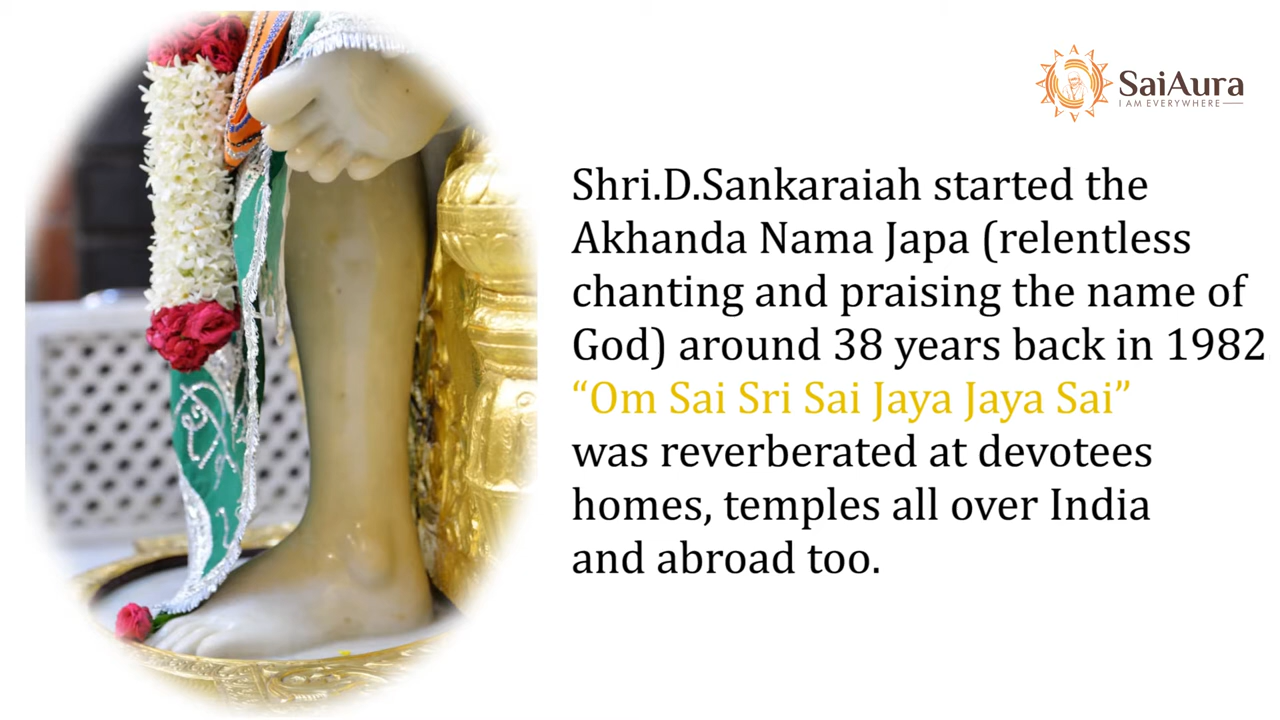 SaiAura
I AM EVERYWHERE
Shri.D.Sankaraiah started the
Akhanda Nama Japa (relentless
chanting and praising the name of
God) around 38 years back in 1982
“Om Sai Sri Sai Jaya Jaya Sai”
was reverberated at devotees
homes, temples all over India
and abroad too.